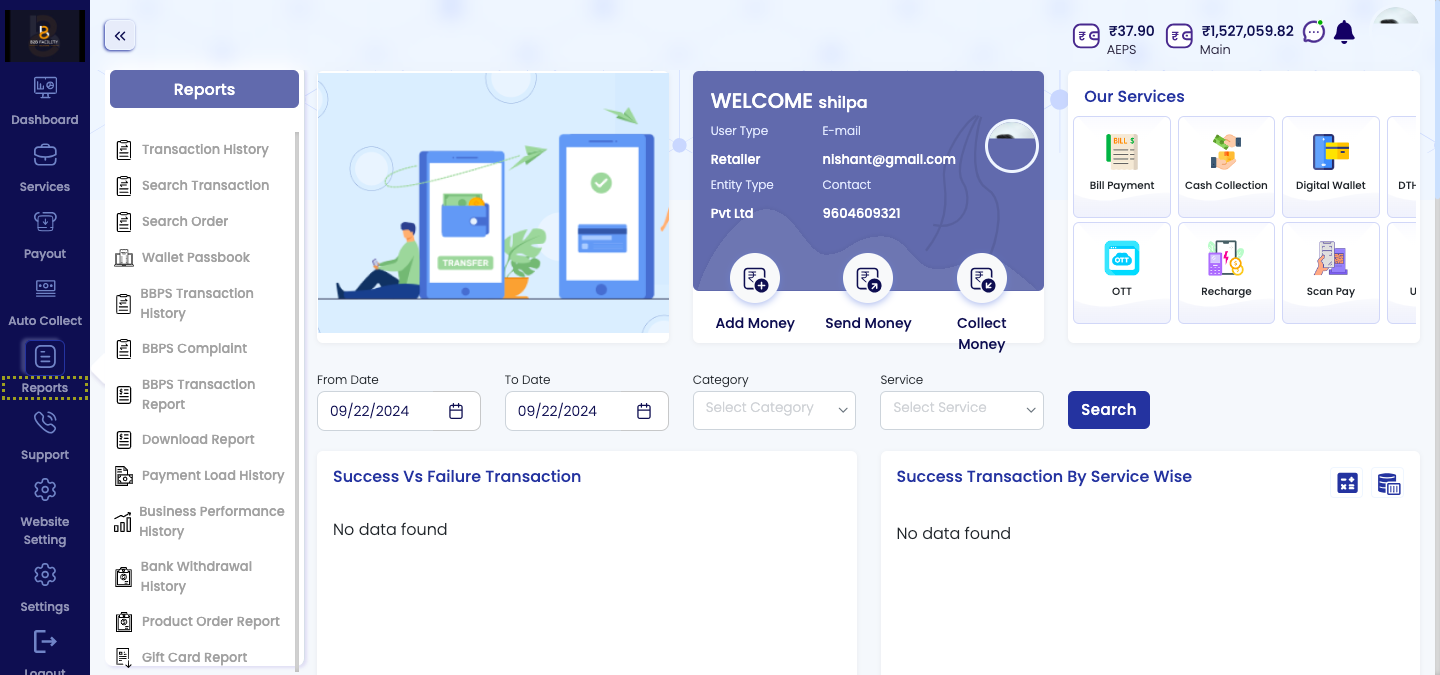 B2B FACILITY
₹37.90
AEPS
₹1,527,059.82
Main
Dashboard
Services
Payout
Auto Collect
Reports
Support
Website
Setting
Settings
Logout
Reports
Transaction History
Search Transaction
Search Order
Wallet Passbook
BBPS Transaction
History
BBPS Complaint
BBPS Transaction
Report
Download Report
Payment Load History
Business Performance
History
Bank Withdrawal
History
Product Order Report
Gift Card Report
TRANSFER
WELCOME shilpa
User Type
E-mail
Retailer
nishant@gmail.com
Entity Type
Contact
Pvt Ltd
9604609321
Add Money
Send Money
Collect
Money
Our Services
BILL $
Bill Payment
Cash Collection
Digital Wallet
DTH
OTT
OTT
Recharge
Scan Pay
U
From Date
09/22/2024
To Date
09/22/2024
Category
Select Category
Service
Select Service
Search
Success Vs Failure Transaction
No data found
Success Transaction By Service Wise
No data found